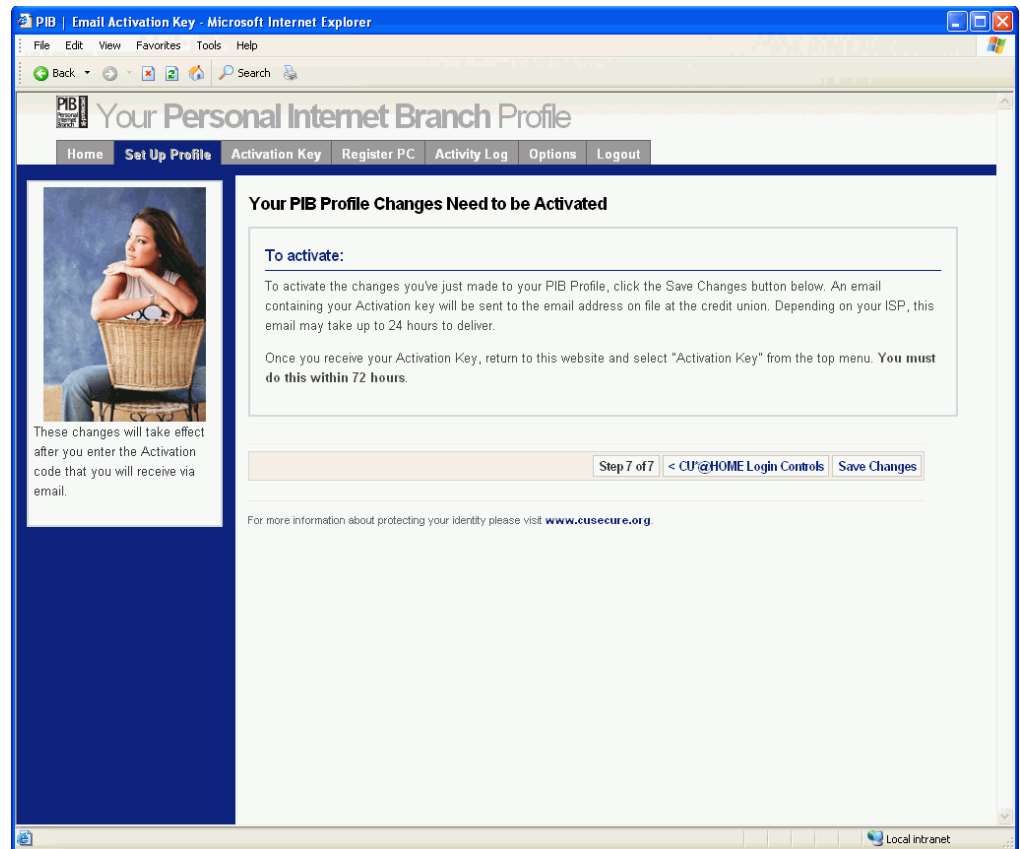 PIB | Email Activation Key - Microsoft Internet Explorer
File Edit View Favorites Tools Help
Back Search
PIB Personal Internet Branch
Your Personal Internet Branch Profile
Home Set Up Profile Activation Key Register PC Activity Log Options Logout
Your PIB Profile Changes Need to be Activated
To activate:
To activate the changes you've just made to your PIB Profile, click the Save Changes button below. An email
containing your Activation key will be sent to the email address on file at the credit union. Depending on your ISP, this
email may take up to 24 hours to deliver.
Once you receive your Activation Key, return to this website and select "Activation Key" from the top menu. You must
do this within 72 hours.
These changes will take effect
after you enter the Activation
code that you will receive via
email.
Step 7 of 7 < CU*@HOME Login Controls Save Changes
For more information about protecting your identity please visit www.cusecure.org.
Local intranet